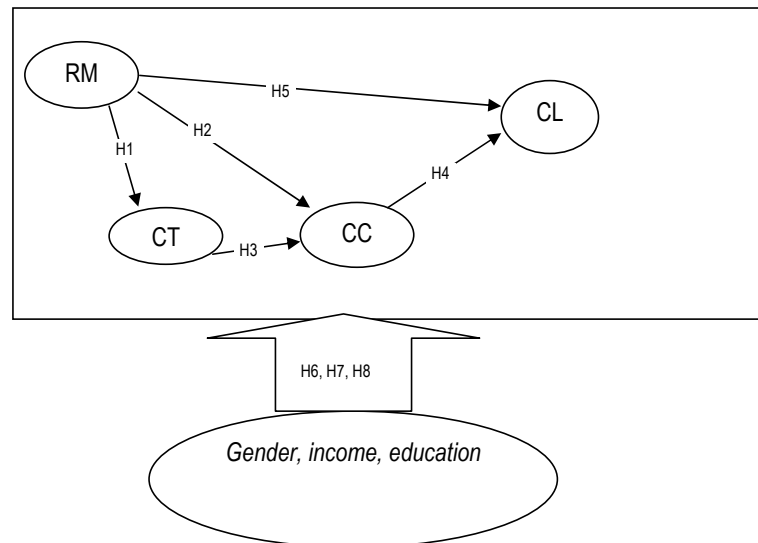 RM
H5
CL
H2
H1
H4
CT
CC
H3
H6, H7, H8
Gender, income, education